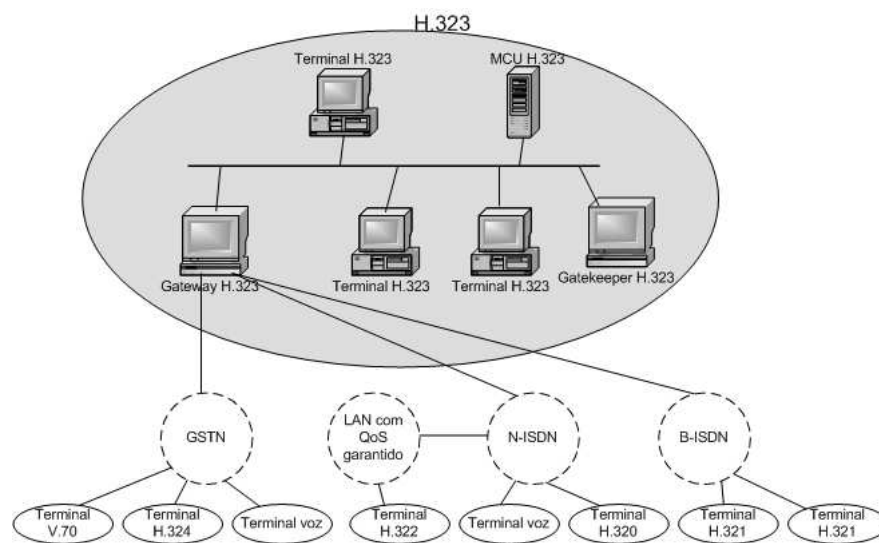 H.323
Terminal H.323
MCU H.323
Gateway H.323
Terminal H.323
Terminal H.323
Gatekeeper H.323
GSTN
LAN com
QoS
garantido
N-ISDN
B-ISDN
Terminal
V.70
Terminal
H.324
Terminal voz
Terminal
H.322
Terminal voz
Terminal
H.320
Terminal
H.321
Terminal
H.321